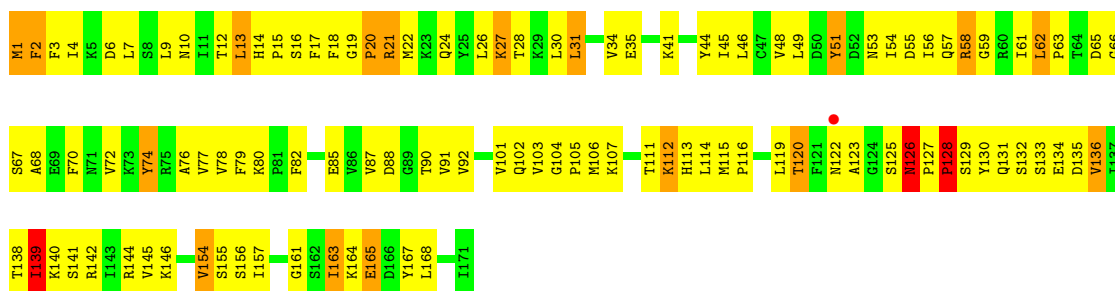 M1 F2 F3 I4 K5 D6 L7 S8 L9 N10 I11 T12 L13 H14 P15 S16 F17 F18 G19 P20 R21 M22 K23 Q24 Y25 L26 K27 T28 K29 L30 L31 V34 E35 K41 Y44 I45 L46 C47 V48 L49 D50 Y51 D52 N53 I54 D55 I56 Q57 R58 G59 R60 I61 L62 P63 T64 D65 G66
S67 A68 E69 F70 N71 V72 K73 Y74 R75 A76 V77 V78 F79 K80 P81 F82 E85 V86 V87 D88 G89 T90 V91 V92 V101 Q102 V103 G104 P105 M106 K107 T111 K112 H113 L114 M115 P116 L119 T120 F121 N122 A123 G124 S125 N126 P127 P128 S129 Y130 Q131 S132 S133 E134 D135 V136 I137
T138 I139 K140 S141 R142 I143 R144 V145 K146 V154 S155 S156 I157 G161 S162 I163 K164 E165 D166 Y167 L168 I171